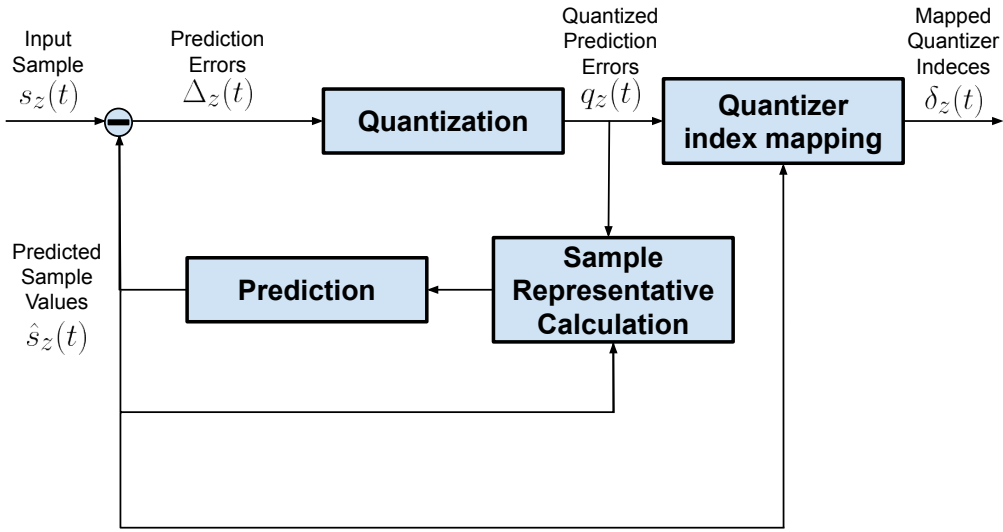 Input
Sample
s_z(t)
Prediction
Errors
Δ_z(t)
Quantized
Prediction
Errors
q_z(t)
Mapped
Quantizer
Indeces
δ_z(t)
Quantization
Quantizer
index mapping
Predicted
Sample
Values
ŝ_z(t)
Prediction
Sample
Representative
Calculation